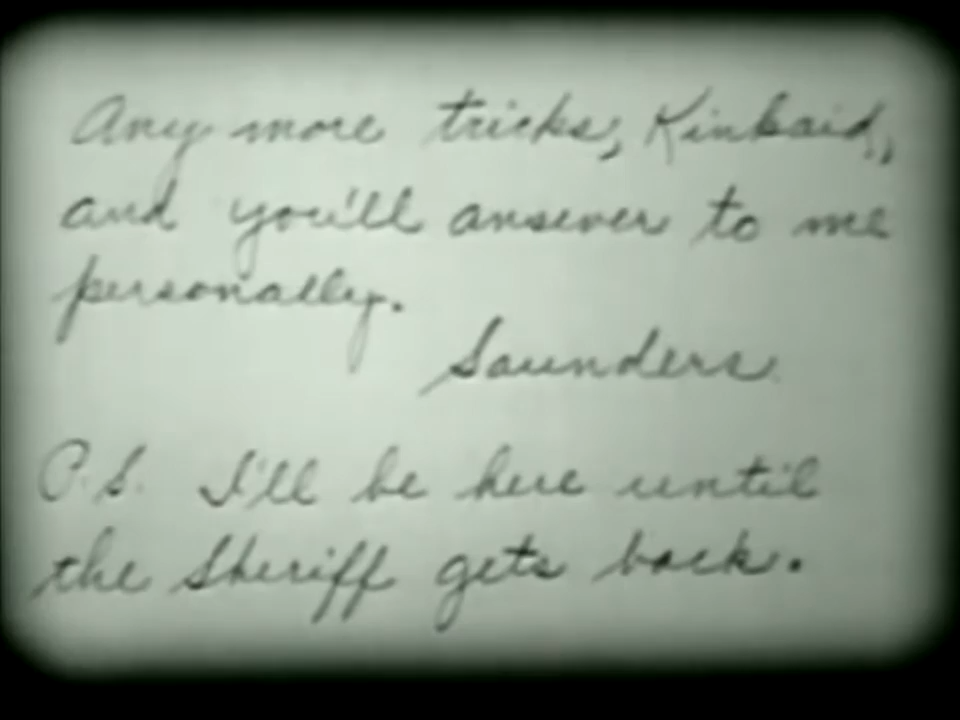 Any more tricks, Kinkaid,
and you'll answer to me
personally.
Saunders
P.S. I'll be here until
the Sheriff gets back.